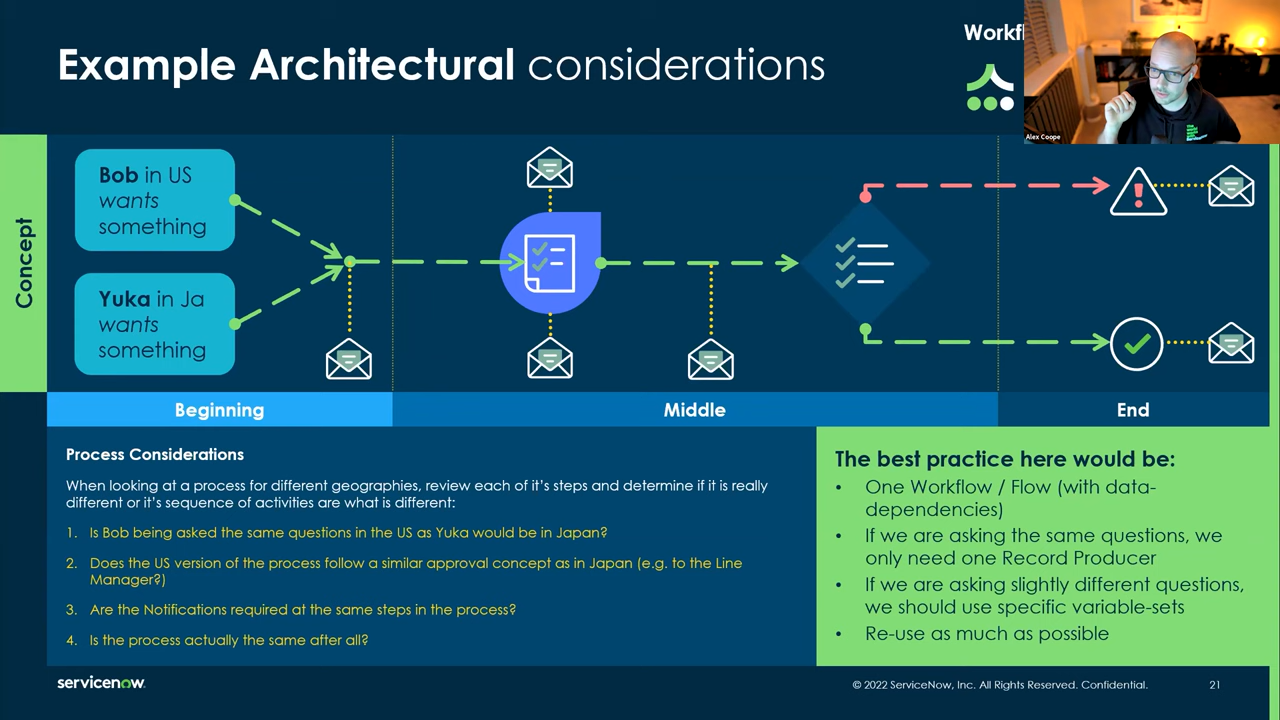 Example Architectural considerations
Workfl
Alex Coope
Concept
Bob in US
wants
something
Yuka in Ja
wants
something
Beginning
Middle
End
Process Considerations
When looking at a process for different geographies, review each of it's steps and determine if it is really
different or it's sequence of activities are what is different:
1. Is Bob being asked the same questions in the US as Yuka would be in Japan?
2. Does the US version of the process follow a similar approval concept as in Japan (e.g. to the Line
Manager?)
3. Are the Notifications required at the same steps in the process?
4. Is the process actually the same after all?
The best practice here would be:
• One Workflow / Flow (with data-
dependencies)
• If we are asking the same questions, we
only need one Record Producer
• If we are asking slightly different questions,
we should use specific variable-sets
• Re-use as much as possible
servicenow.
© 2022 ServiceNow, Inc. All Rights Reserved. Confidential.
21